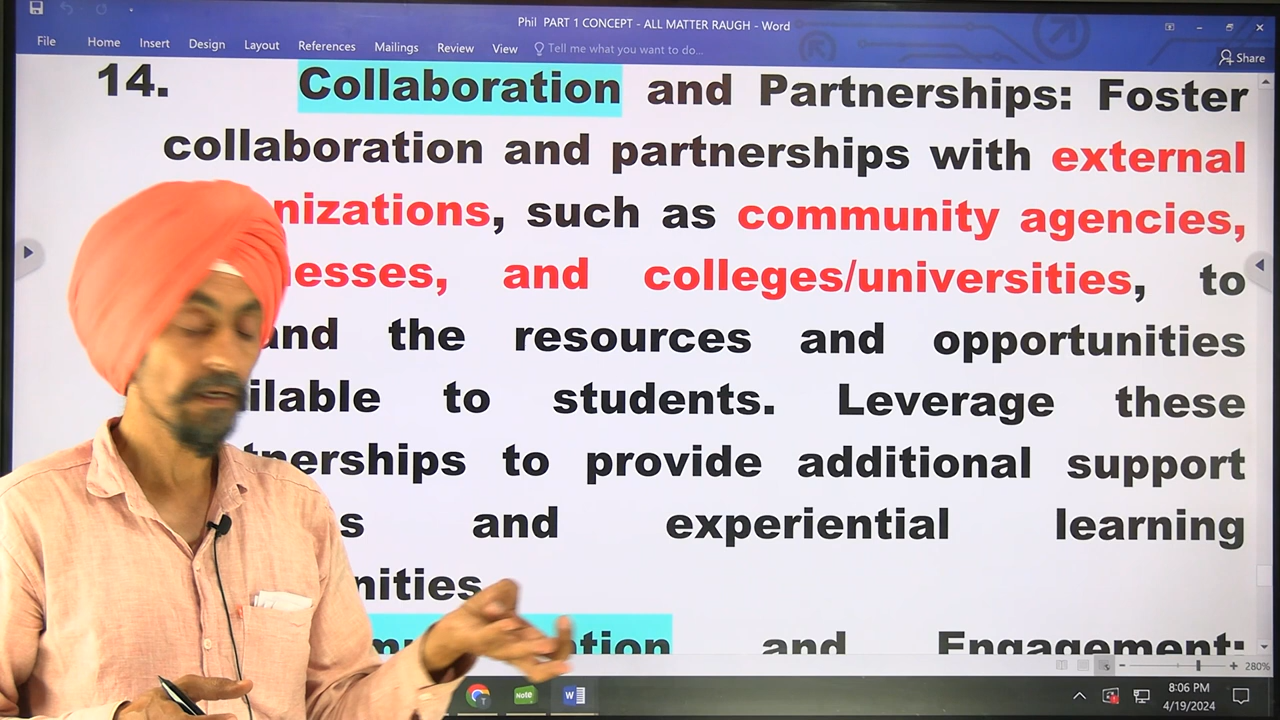 Phil PART 1 CONCEPT - ALL MATTER RAUGH - Word
File Home Insert Design Layout References Mailings Review View Tell me what you want to do...
Share
14. Collaboration and Partnerships: Foster
collaboration and partnerships with external
nizations, such as community agencies,
esses, and colleges/universities, to
and the resources and opportunities
ilable to students. Leverage these
tnerships to provide additional support
s and experiential learning
nities.
mu ation and Engagement:
280%
Note
8:06 PM
4/19/2024